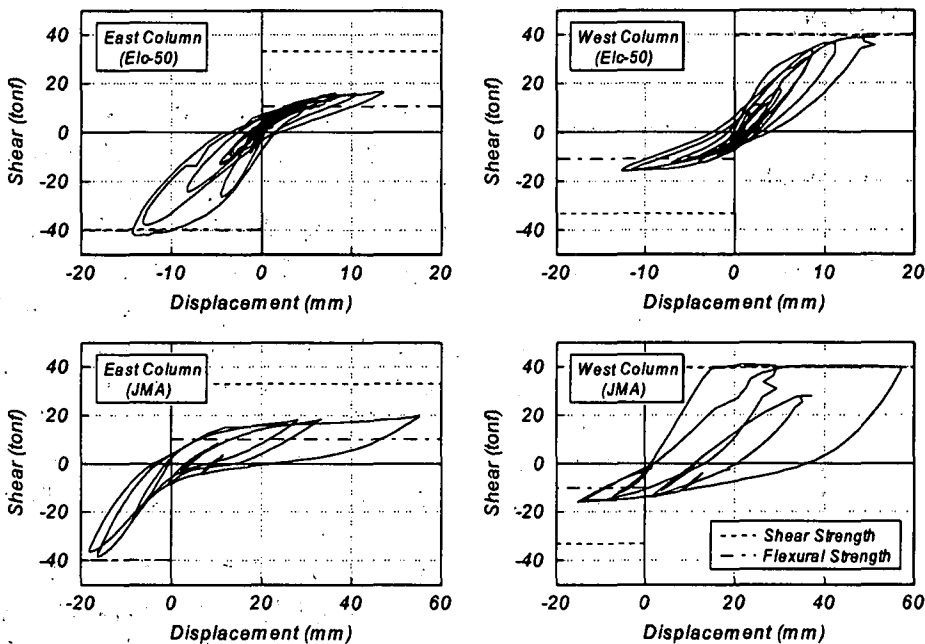 East Column
(Elc-50)
Shear (tonf)
40
20
0
-20
-40
-20
-10
0
10
20
Displacement (mm)
West Column
(Elc-50)
Shear (tonf)
40
20
0
-20
-40
-20
-10
0
10
20
Displacement (mm)
East Column
(JMA)
Shear (tonf)
40
20
0
-20
-40
-20
0
20
40
60
Displacement (mm)
West Column
(JMA)
Shear (tonf)
40
20
0
-20
-40
-20
0
20
40
60
Displacement (mm)
Shear Strength
Flexural Strength